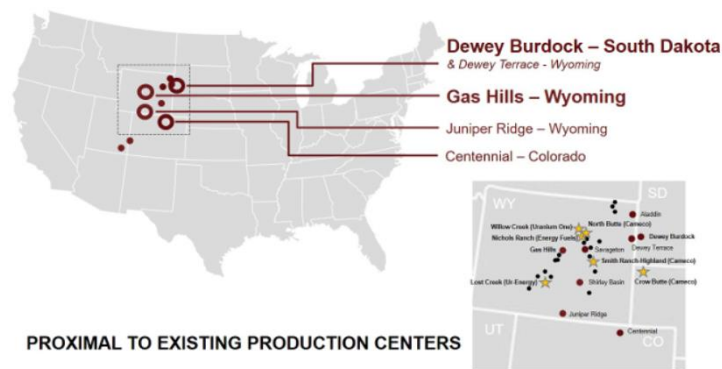 Dewey Burdock – South Dakota
& Dewey Terrace - Wyoming
Gas Hills – Wyoming
Juniper Ridge – Wyoming
Centennial – Colorado
WY
SD
Aladdin
Willow Creek (Uranium One)
North Butte (Cameco)
Nichols Ranch (Energy Fuels)
Dewey Burdock
Gas Hills
Savageton
Dewey Terrace
Smith Ranch-Highland (Cameco)
Lost Creek (Ur-Energy)
Shirley Basin
Crow Butte (Cameco)
Juniper Ridge
UT
Centennial
CO
PROXIMAL TO EXISTING PRODUCTION CENTERS